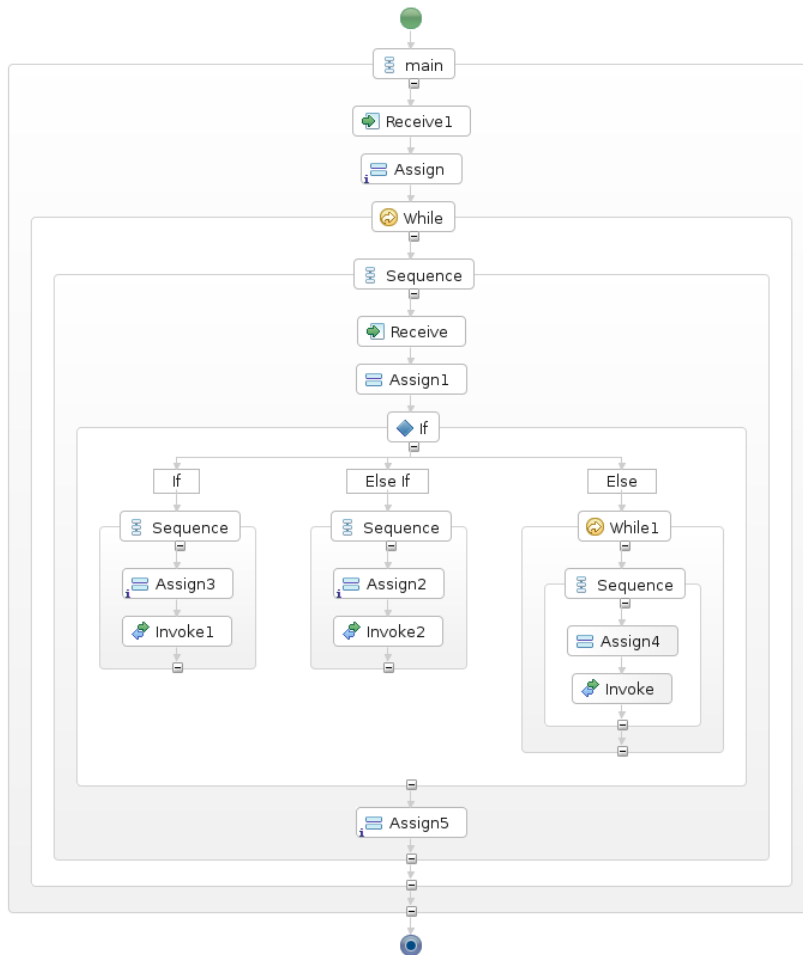 main
Receive1
Assign
While
Sequence
Receive
Assign1
If
If
Else If
Else
Sequence
Sequence
While1
Assign3
Assign2
Sequence
Invoke1
Invoke2
Assign4
Invoke
Assign5